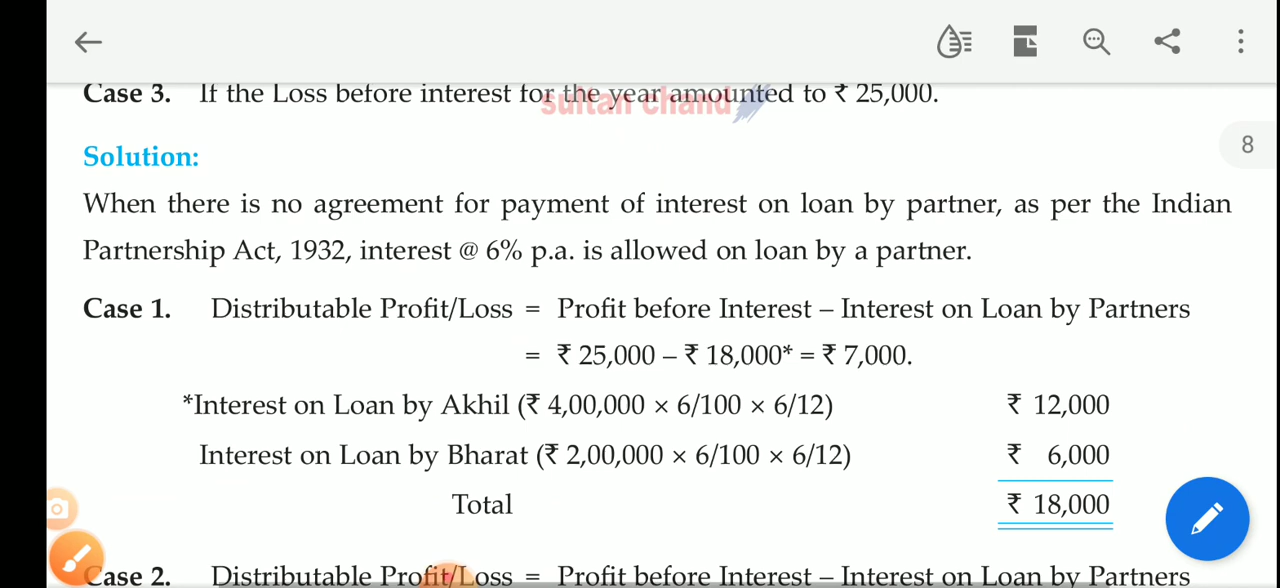 Case 3. If the Loss before interest for the year amounted to ₹ 25,000.
sultan chand
8
Solution:
When there is no agreement for payment of interest on loan by partner, as per the Indian
Partnership Act, 1932, interest @ 6% p.a. is allowed on loan by a partner.
Case 1. Distributable Profit/Loss = Profit before Interest – Interest on Loan by Partners
= ₹ 25,000 – ₹ 18,000* = ₹ 7,000.
*Interest on Loan by Akhil (₹ 4,00,000 × 6/100 × 6/12) ₹ 12,000
Interest on Loan by Bharat (₹ 2,00,000 × 6/100 × 6/12) ₹ 6,000
Total ₹ 18,000
Case 2. Distributable Profit/Loss = Profit before Interest – Interest on Loan by Partners